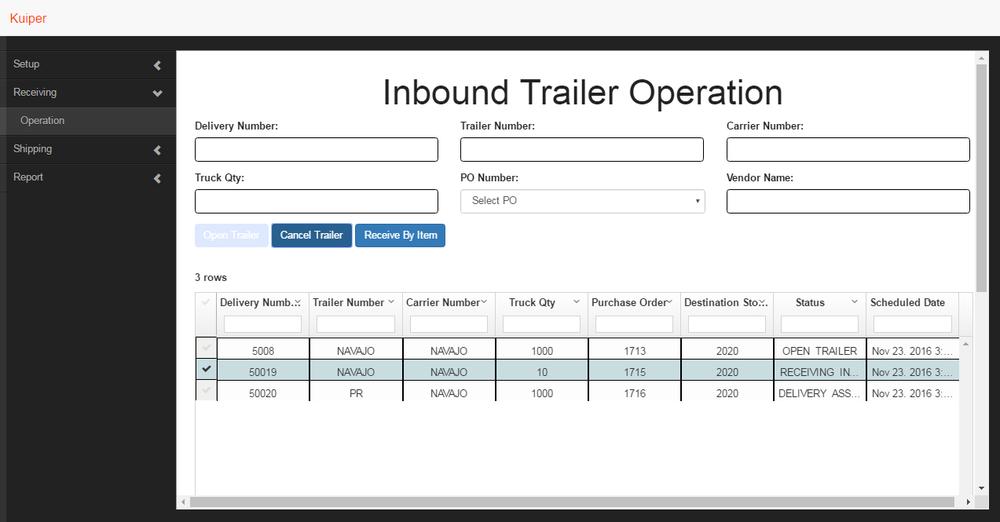 Kuiper
Setup
Receiving
Operation
Shipping
Report
Inbound Trailer Operation
Delivery Number: Trailer Number: Carrier Number:
Truck Qty: PO Number: Vendor Name:
Select PO
Open Trailer Cancel Trailer Receive By Item
3 rows
Delivery Numb... Trailer Number Carrier Number Truck Qty Purchase Order Destination Sto... Status Scheduled Date
5008 NAVAJO NAVAJO 1000 1713 2020 OPEN TRAILER Nov 23. 2016 3:...
50019 NAVAJO NAVAJO 10 1715 2020 RECEIVING IN... Nov 23. 2016 3:...
50020 PR NAVAJO 1000 1716 2020 DELIVERY ASS... Nov 23. 2016 3:...